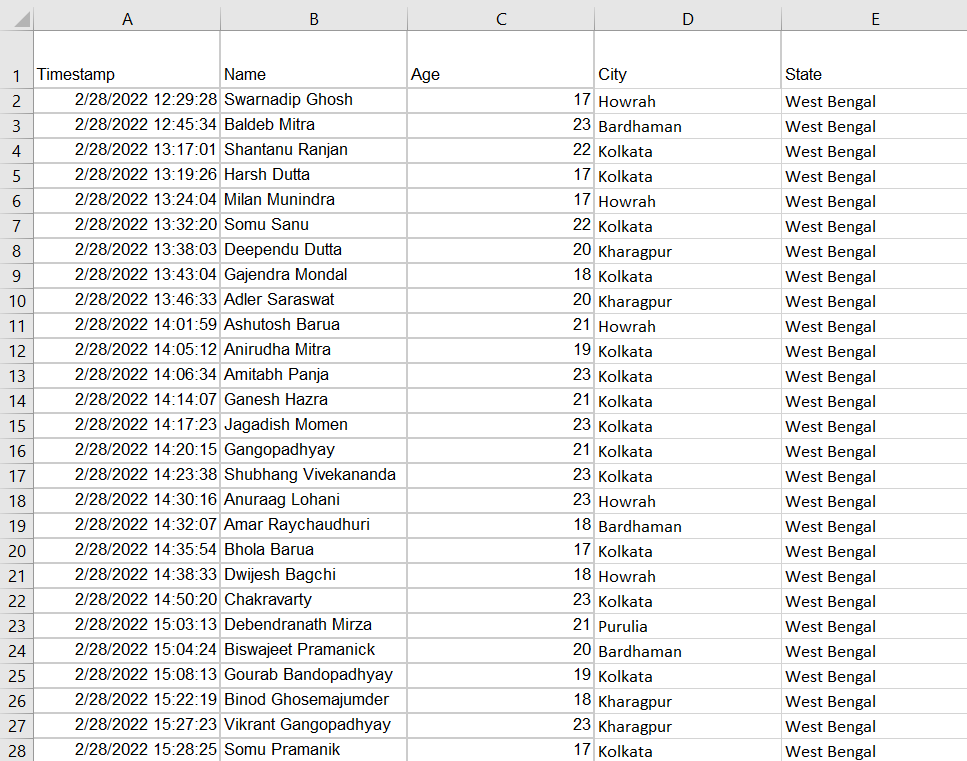 A B C D E
1 Timestamp Name Age City State
2 2/28/2022 12:29:28 Swarnadip Ghosh 17 Howrah West Bengal
3 2/28/2022 12:45:34 Baldeb Mitra 23 Bardhaman West Bengal
4 2/28/2022 13:17:01 Shantanu Ranjan 22 Kolkata West Bengal
5 2/28/2022 13:19:26 Harsh Dutta 17 Kolkata West Bengal
6 2/28/2022 13:24:04 Milan Munindra 17 Howrah West Bengal
7 2/28/2022 13:32:20 Somu Sanu 22 Kolkata West Bengal
8 2/28/2022 13:38:03 Deependu Dutta 20 Kharagpur West Bengal
9 2/28/2022 13:43:04 Gajendra Mondal 18 Kolkata West Bengal
10 2/28/2022 13:46:33 Adler Saraswat 20 Kharagpur West Bengal
11 2/28/2022 14:01:59 Ashutosh Barua 21 Howrah West Bengal
12 2/28/2022 14:05:12 Anirudha Mitra 19 Kolkata West Bengal
13 2/28/2022 14:06:34 Amitabh Panja 23 Kolkata West Bengal
14 2/28/2022 14:14:07 Ganesh Hazra 21 Kolkata West Bengal
15 2/28/2022 14:17:23 Jagadish Momen 23 Kolkata West Bengal
16 2/28/2022 14:20:15 Gangopadhyay 21 Kolkata West Bengal
17 2/28/2022 14:23:38 Shubhang Vivekananda 23 Kolkata West Bengal
18 2/28/2022 14:30:16 Anuraag Lohani 23 Howrah West Bengal
19 2/28/2022 14:32:07 Amar Raychaudhuri 18 Bardhaman West Bengal
20 2/28/2022 14:35:54 Bhola Barua 17 Kolkata West Bengal
21 2/28/2022 14:38:33 Dwijesh Bagchi 18 Howrah West Bengal
22 2/28/2022 14:50:20 Chakravarty 23 Kolkata West Bengal
23 2/28/2022 15:03:13 Debendranath Mirza 21 Purulia West Bengal
24 2/28/2022 15:04:24 Biswajeet Pramanick 20 Bardhaman West Bengal
25 2/28/2022 15:08:13 Gourab Bandopadhyay 19 Kolkata West Bengal
26 2/28/2022 15:22:19 Binod Ghosemajumder 18 Kharagpur West Bengal
27 2/28/2022 15:27:23 Vikrant Gangopadhyay 23 Kharagpur West Bengal
28 2/28/2022 15:28:25 Somu Pramanik 17 Kolkata West Bengal